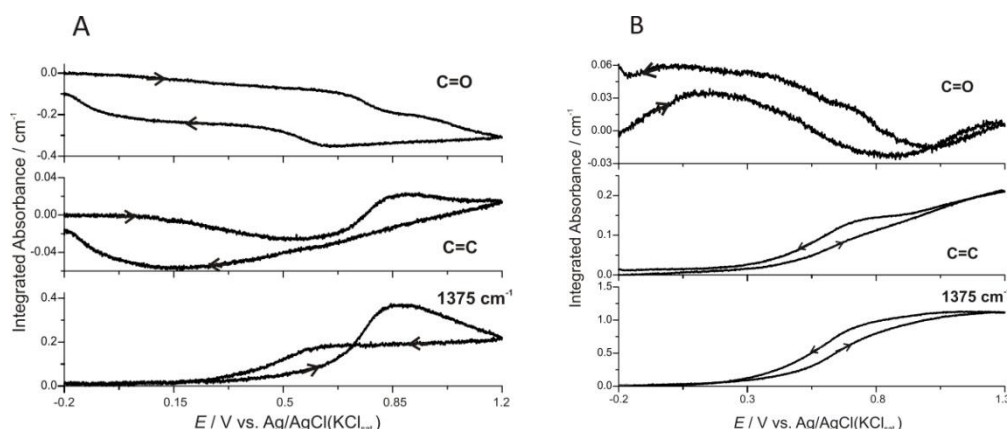 A
B
C=O
C=C
1375 cm⁻¹
Integrated Absorbance / cm⁻¹
0.0
-0.2
-0.4
0.04
0.00
-0.04
0.4
0.2
0.0
-0.2
0.15
0.5
0.85
1.2
E / V vs. Ag/AgCl(KCl
C=O
C=C
1375 cm⁻¹
Integrated Absorbance / cm⁻¹
0.06
0.03
0.00
-0.03
0.2
0.1
0.0
1.5
1.0
0.5
0.0
-0.2
0.3
0.8
1.3
E / V vs. Ag/AgCl(KCl